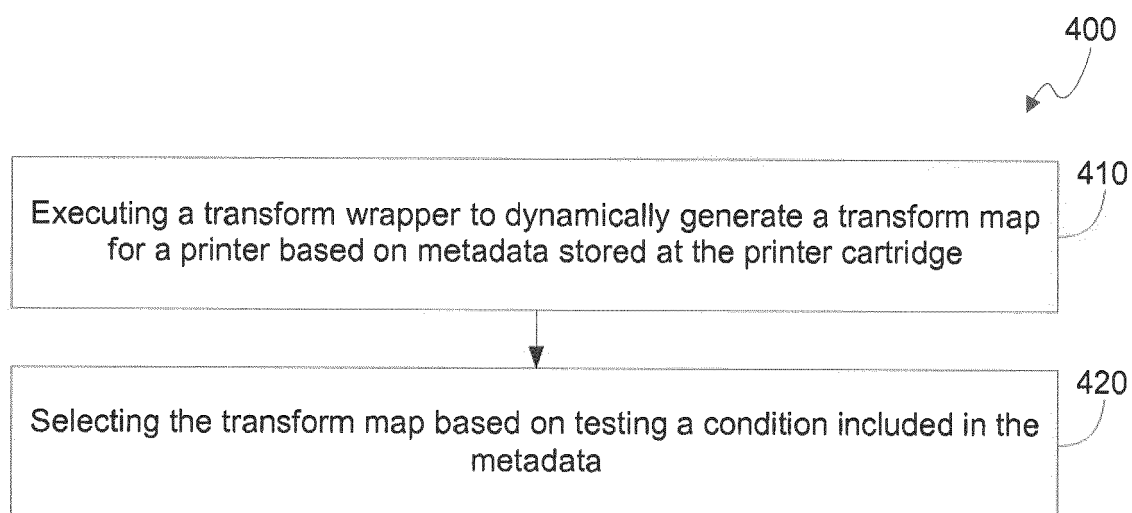 400
410
Executing a transform wrapper to dynamically generate a transform map
for a printer based on metadata stored at the printer cartridge
420
Selecting the transform map based on testing a condition included in the
metadata